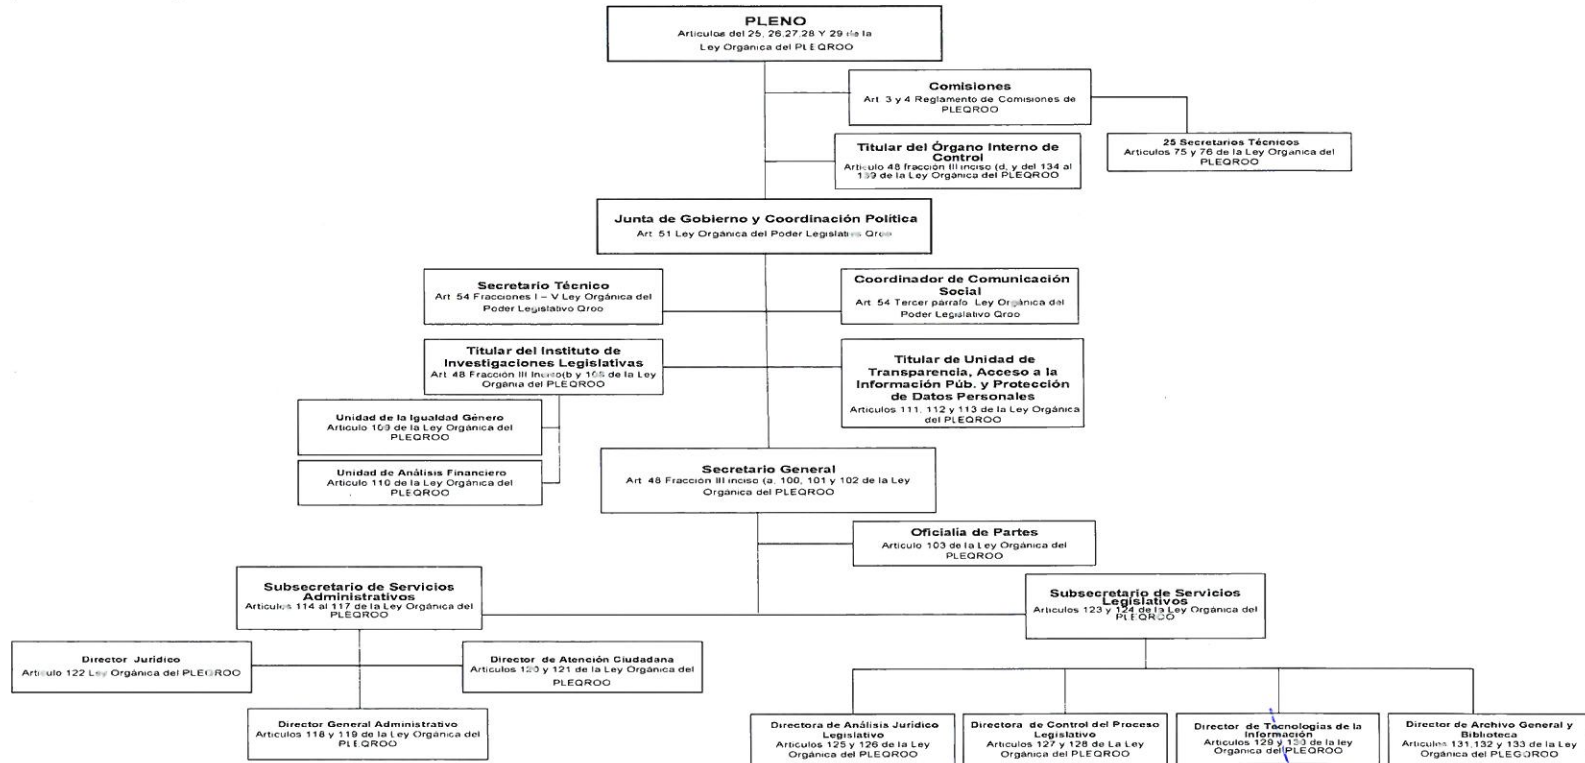 PLENO
Articulos del 25, 26,27,28 Y 29 de la
Ley Orgánica del PLEQROO
Comisiones
Art. 3 y 4 Reglamento de Comisiones de
PLEQROO
25 Secretarios Técnicos
Articulos 75 y 76 de la Ley Orgánica del
PLEQROO
Titular del Órgano Interno de
Control
Articulo 48 fracción III inciso (d, y del 134 al
139 de la Ley Orgánica del PLEQROO
Junta de Gobierno y Coordinación Política
Art. 51 Ley Orgánica del Poder Legislativo Qroo
Secretario Técnico
Art. 54 Fracciones I – V Ley Orgánica del
Poder Legislativo Qroo
Coordinador de Comunicación
Social
Art. 54 Tercer párrafo Ley Orgánica del
Poder Legislativo Qroo
Titular del Instituto de
Investigaciones Legislativas
Art. 48 Fracción III Inciso(b y 108 de la Ley
Orgánia del PLEQROO
Titular de Unidad de
Transparencia, Acceso a la
Información Púb. y Protección
de Datos Personales
Articulos 111, 112 y 113 de la Ley Orgánica
del PLEQROO
Unidad de la Igualdad Género
Articulo 109 de la Ley Orgánica del
PLEQROO
Unidad de Análisis Financiero
Articulo 110 de la Ley Orgánica del
PLEQROO
Secretario General
Art. 48 Fracción III inciso (a, 100, 101 y 102 de la Ley
Orgánica del PLEQROO
Oficialia de Partes
Articulo 103 de la Ley Orgánica del
PLEQROO
Subsecretario de Servicios
Administrativos
Articulos 114 al 117 de la Ley Orgánica del
PLEQROO
Subsecretario de Servicios
Legislativos
Articulos 123 y 124 de la Ley Orgánica del
PLEQROO
Director Jurídico
Articulo 122 Ley Orgánica del PLEQROO
Director de Atención Ciudadana
Articulos 120 y 121 de la Ley Orgánica del
PLEQROO
Director General Administrativo
Articulos 118 y 119 de la Ley Orgánica del
PLEQROO
Directora de Análisis Jurídico
Legislativo
Articulos 125 y 126 de la Ley
Orgánica del PLEQROO
Directora de Control del Proceso
Legislativo
Articulos 127 y 128 de La Ley
Orgánica del PLEQROO
Director de Tecnologías de la
Información
Articulos 129 y 130 de la ley
Orgánica del PLEQROO
Director de Archivo General y
Biblioteca
Articulos 131,132 y 133 de la Ley
Orgánica del PLEGQROO